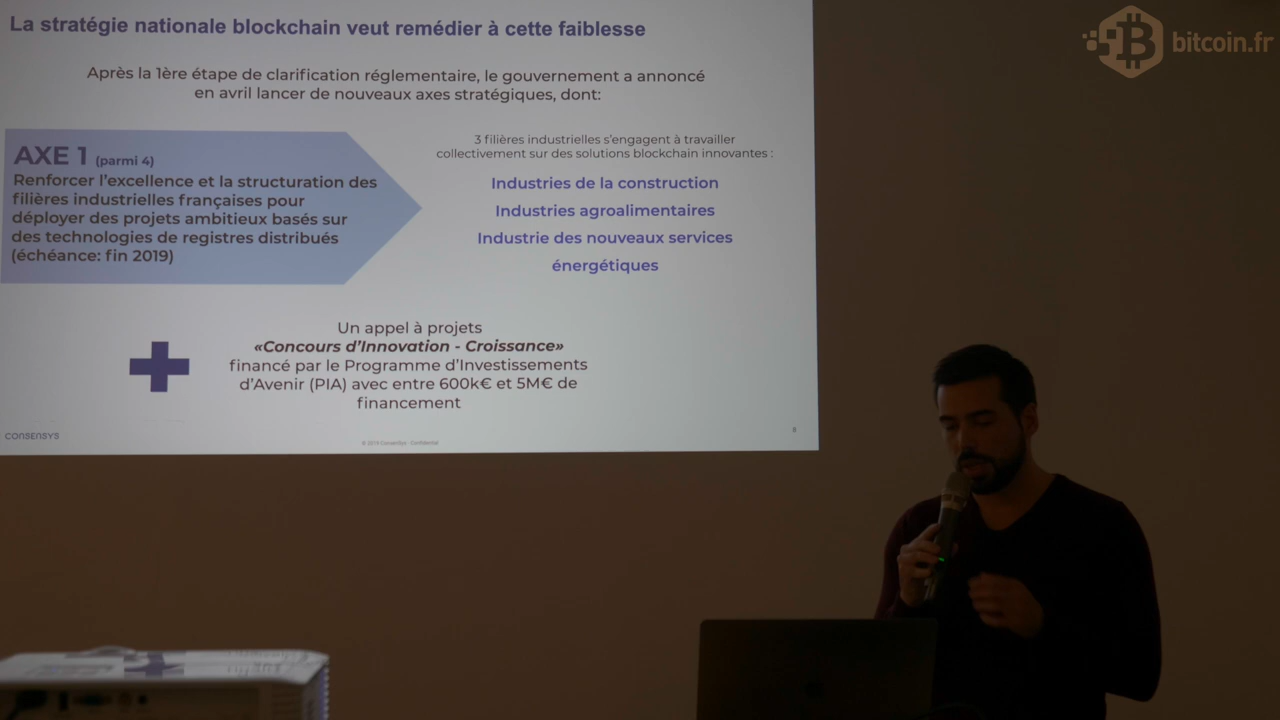 La stratégie nationale blockchain veut remédier à cette faiblesse
bitcoin.fr
Après la 1ère étape de clarification réglementaire, le gouvernement a annoncé
en avril lancer de nouveaux axes stratégiques, dont:
AXE 1 (parmi 4)
Renforcer l'excellence et la structuration des
filières industrielles françaises pour
déployer des projets ambitieux basés sur
des technologies de registres distribués
(échéance: fin 2019)
3 filières industrielles s'engagent à travailler
collectivement sur des solutions blockchain innovantes :
Industries de la construction
Industries agroalimentaires
Industrie des nouveaux services
énergétiques
Un appel à projets
«Concours d'Innovation - Croissance»
financé par le Programme d'Investissements
d'Avenir (PIA) avec entre 600k€ et 5M€ de
financement
CONSENSYS
© 2019 ConsenSys - Confidential
8